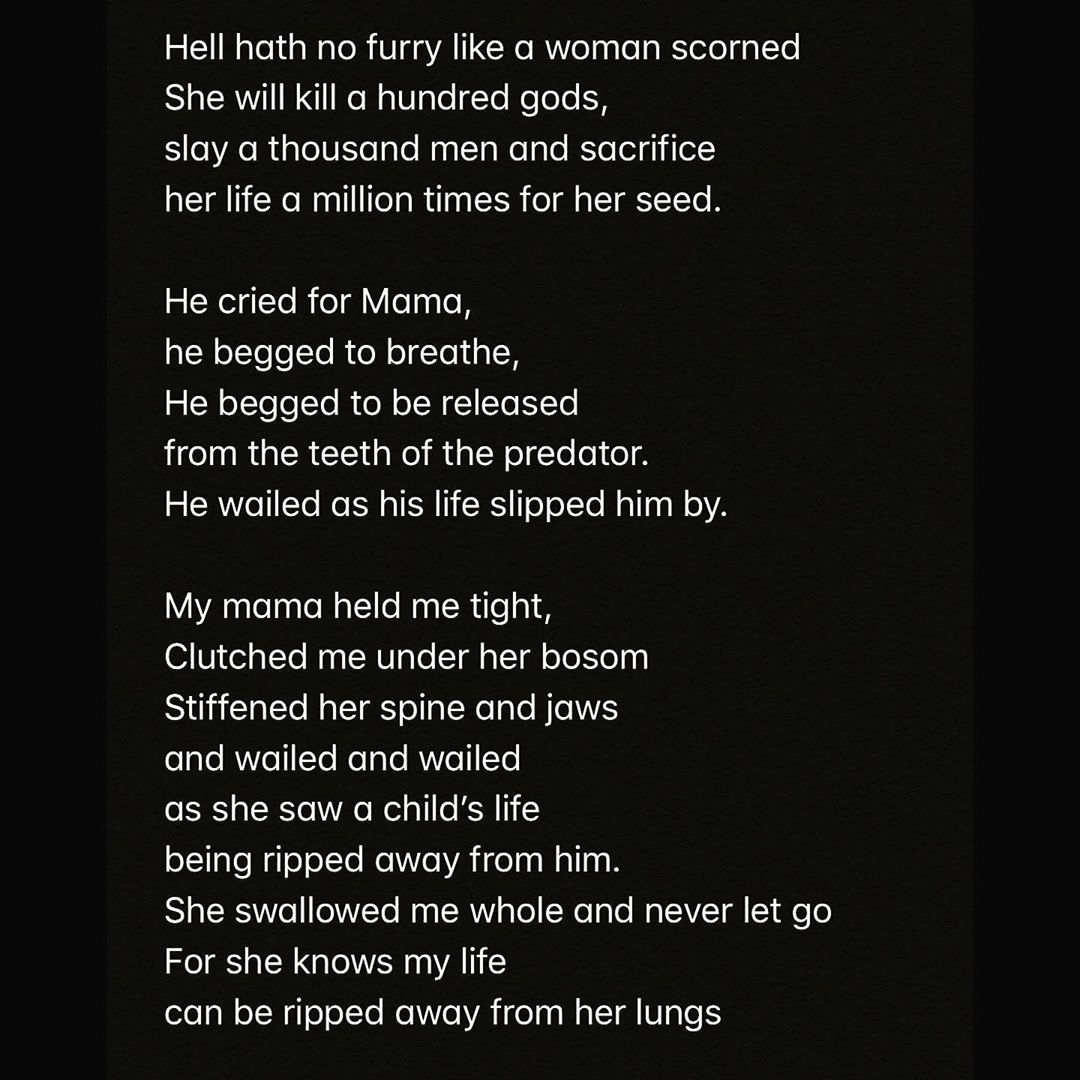 Hell hath no furry like a woman scorned
She will kill a hundred gods,
slay a thousand men and sacrifice
her life a million times for her seed.
He cried for Mama,
he begged to breathe,
He begged to be released
from the teeth of the predator.
He wailed as his life slipped him by.
My mama held me tight,
Clutched me under her bosom
Stiffened her spine and jaws
and wailed and wailed
as she saw a child’s life
being ripped away from him.
She swallowed me whole and never let go
For she knows my life
can be ripped away from her lungs